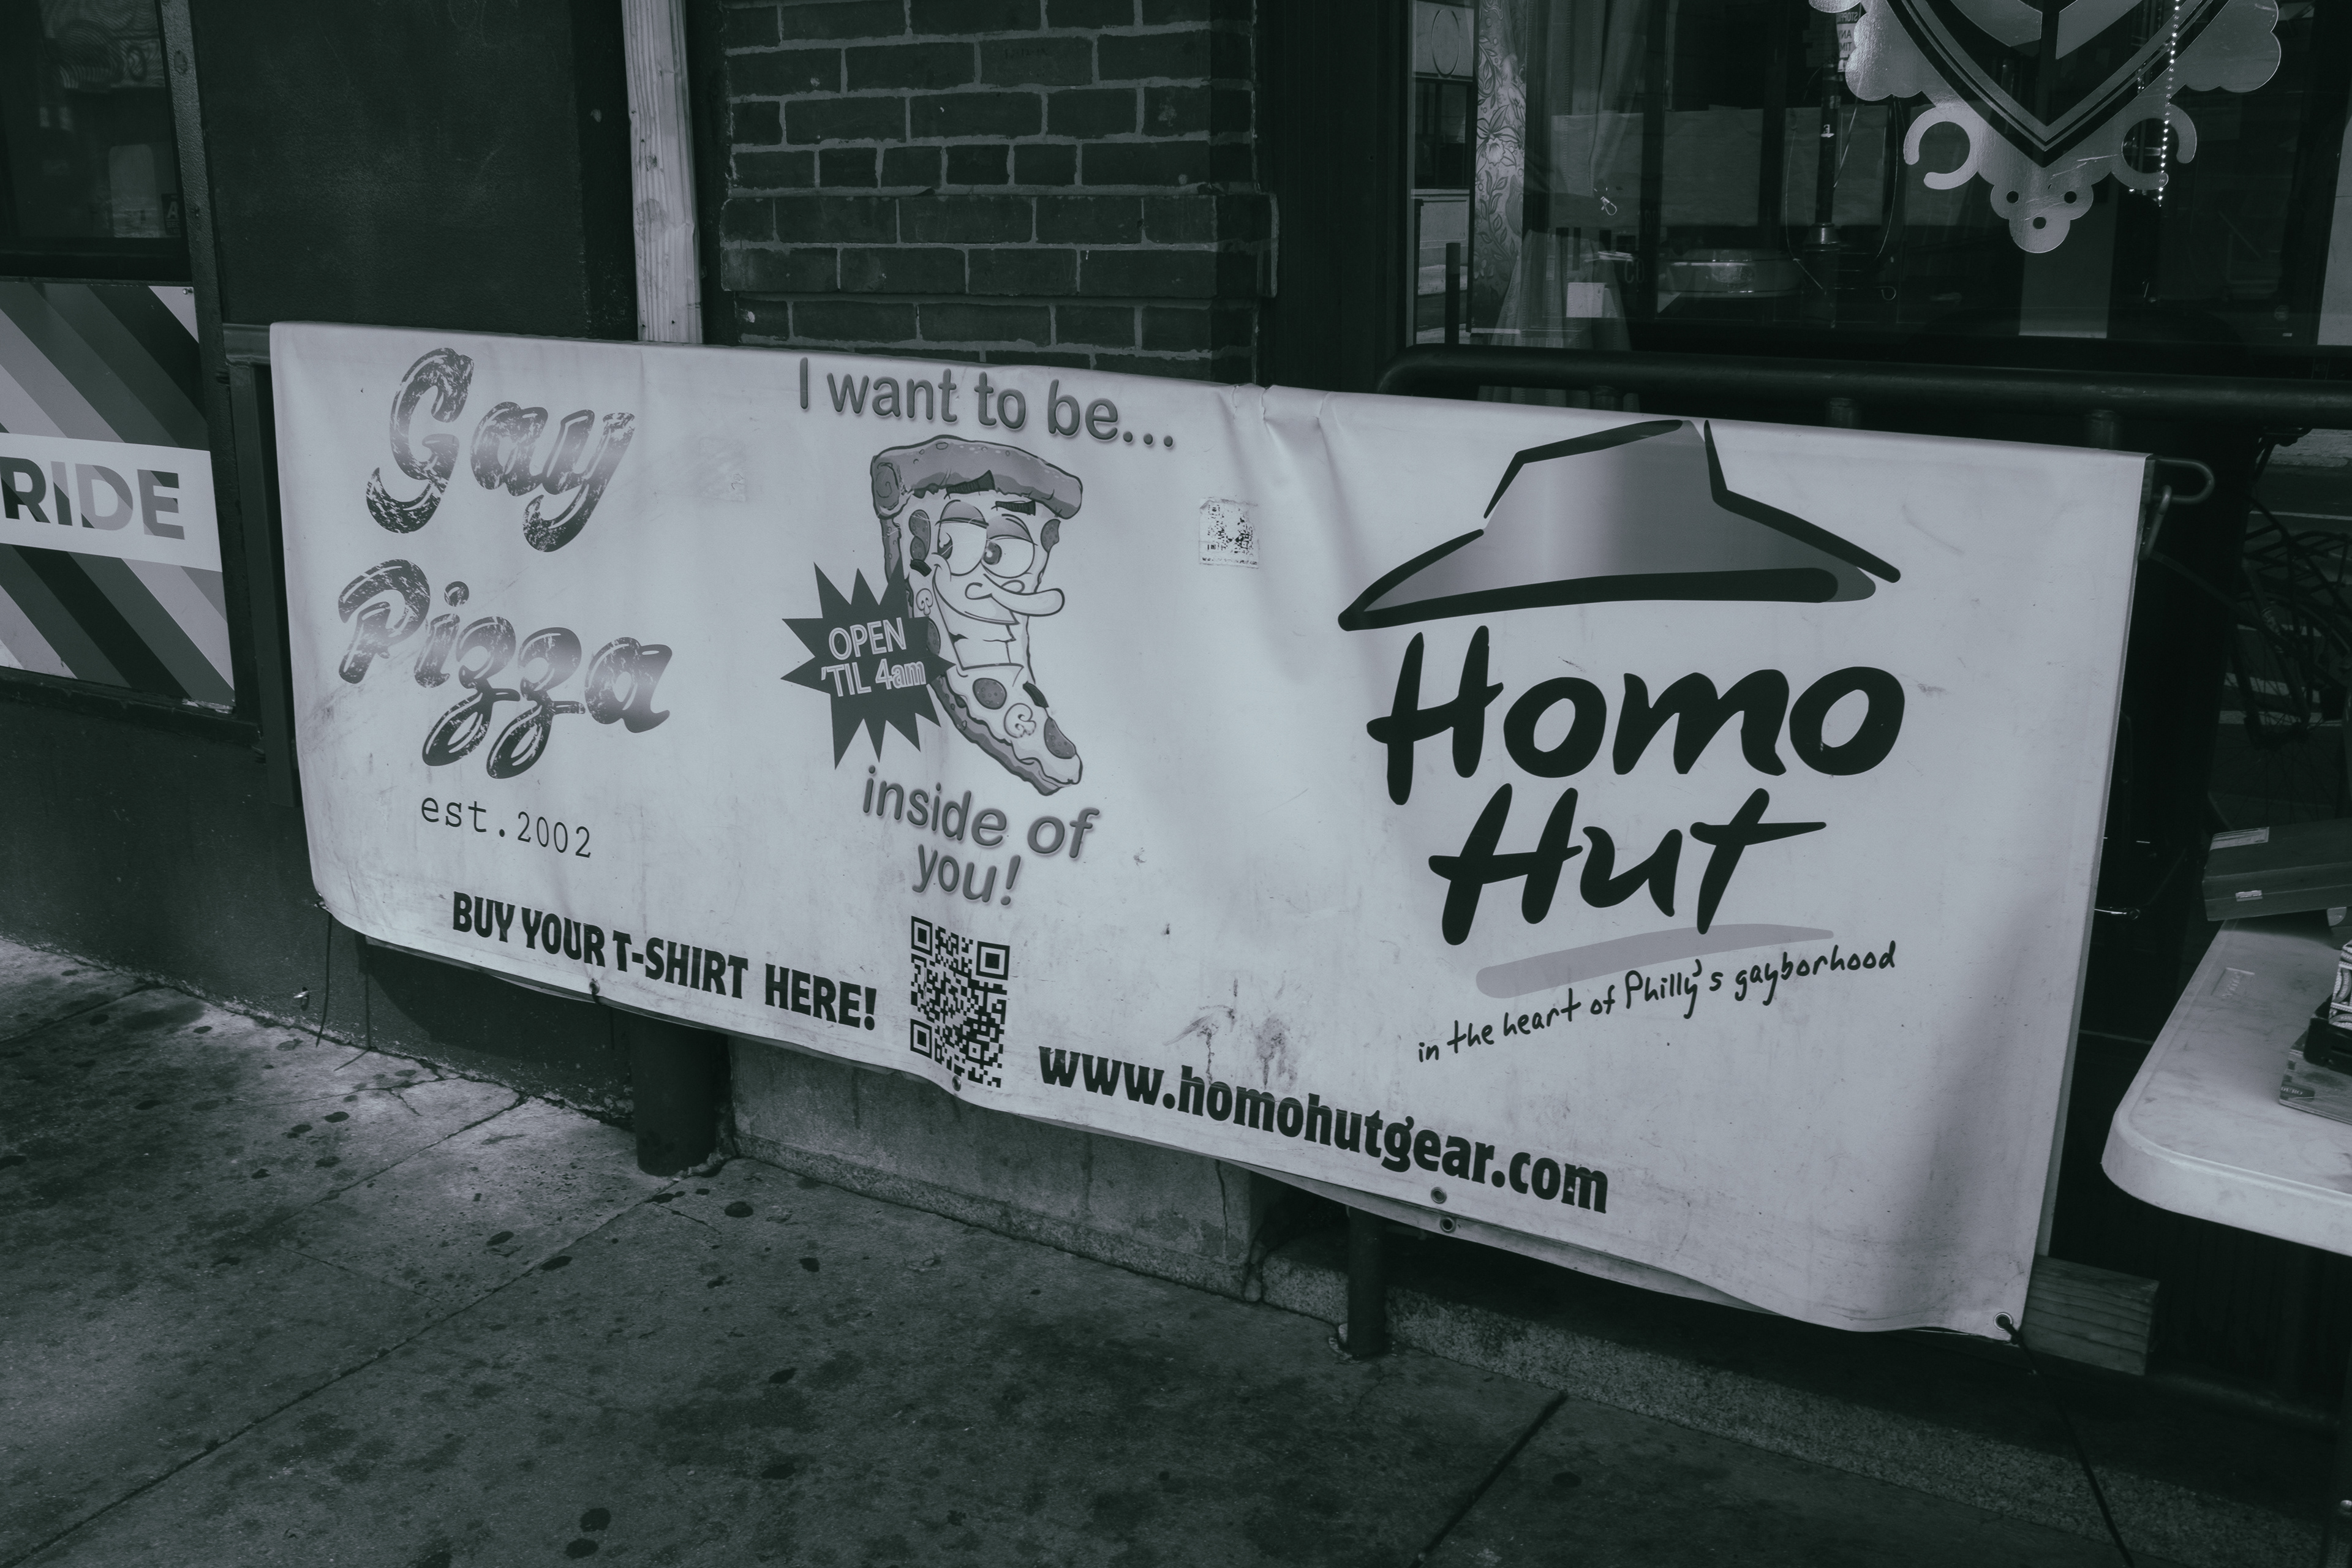 RIDE
Gay
Pizza
est.2002
I want to be...
OPEN
'TIL 4am
inside of
you!
Homo
Hut
in the heart of Philly's gayborhood
BUY YOUR T-SHIRT HERE!
www.homohutgear.com